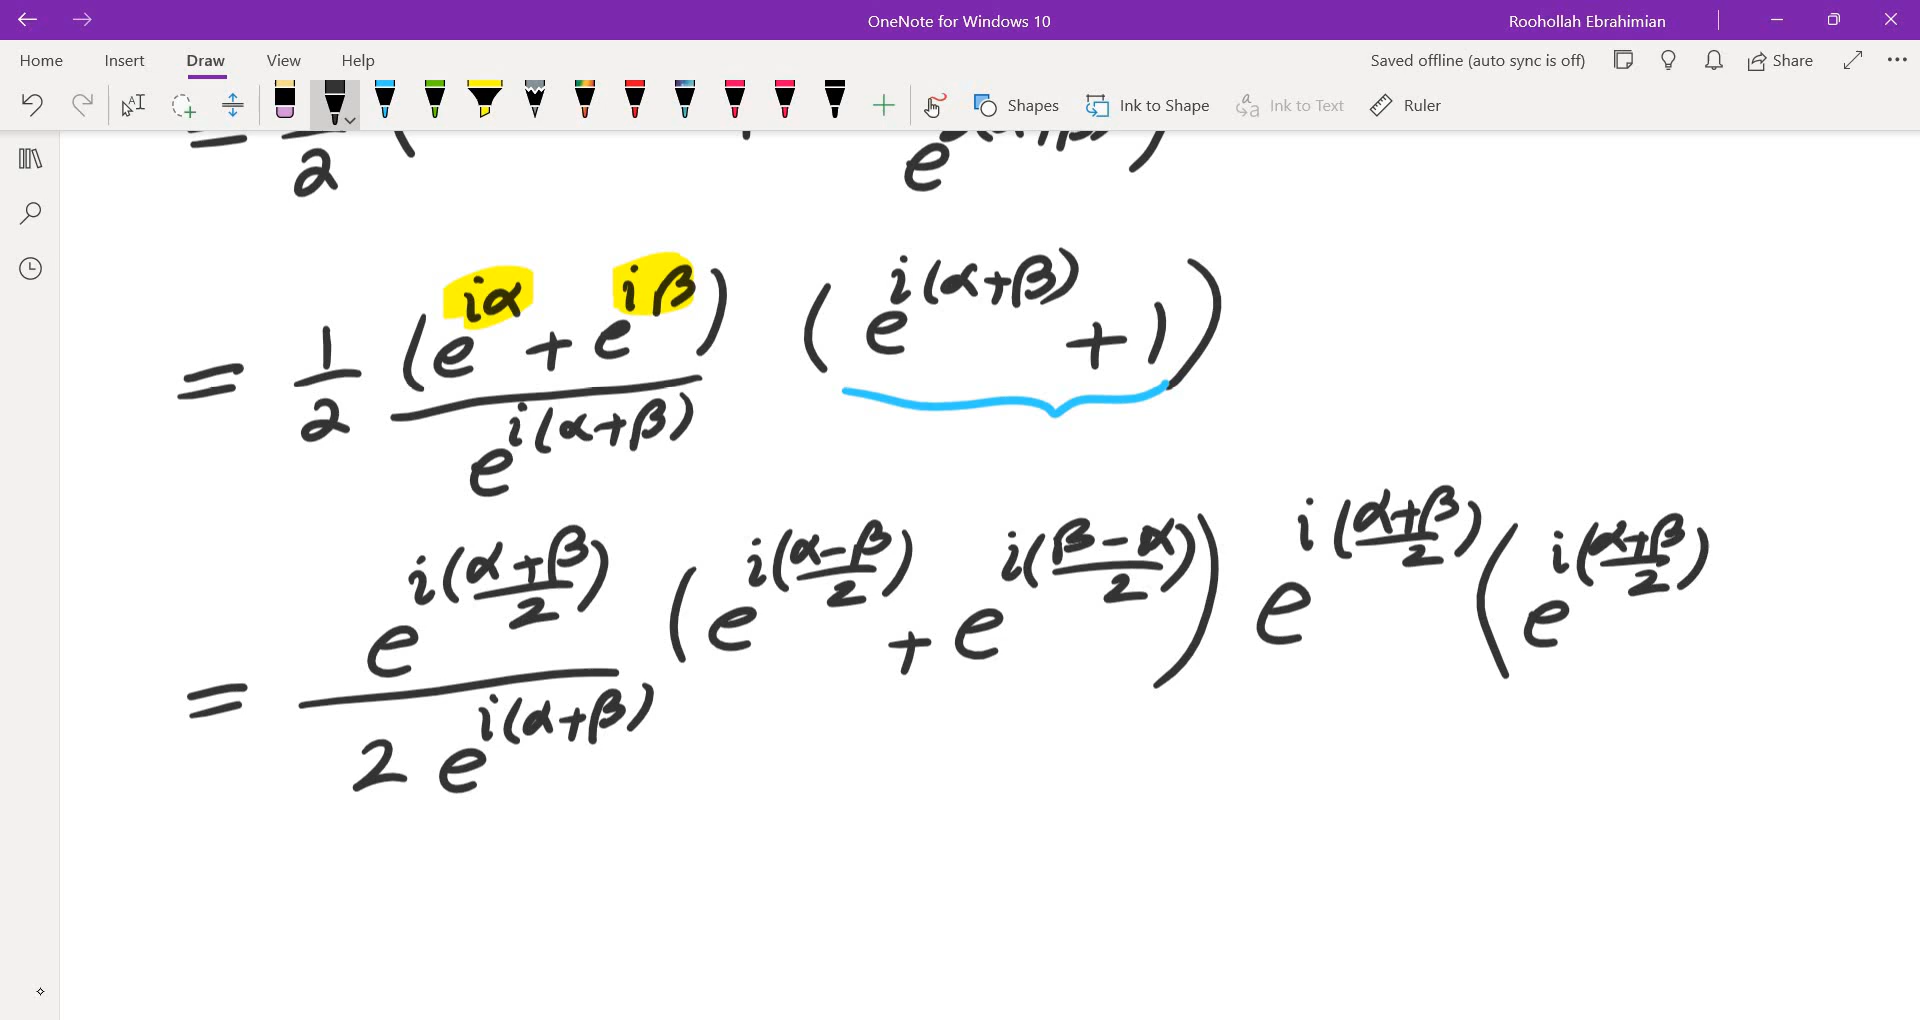 OneNote for Windows 10
Roohollah Ebrahimian
Home Insert Draw View Help
Saved offline (auto sync is off) Share
Shapes Ink to Shape Ink to Text Ruler
= 1/2 (e^{iα} + e^{iβ}) / e^{i(α+β)} (e^{i(α+β)} + 1)
= e^{i((α+β)/2)} / 2 e^{i(α+β)} (e^{i((α-β)/2)} + e^{i((β-α)/2)}) e^{i((α+β)/2)} (e^{i((α+β)/2)}